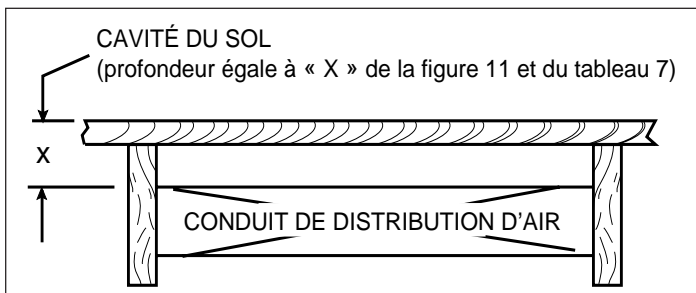 CAVITÉ DU SOL
(profondeur égale à « X » de la figure 11 et du tableau 7)
X
CONDUIT DE DISTRIBUTION D'AIR